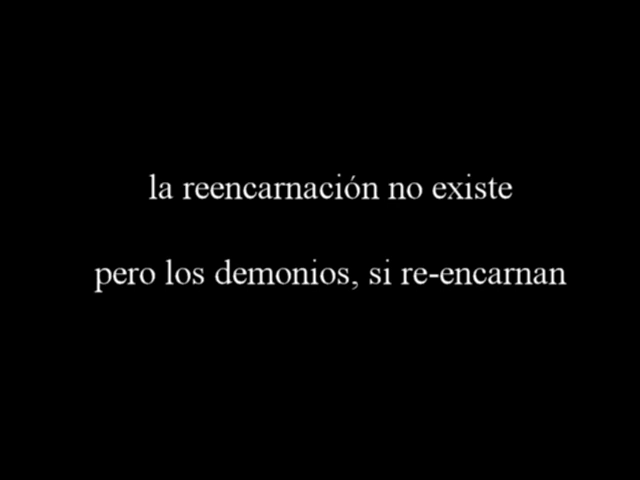 la reencarnación no existe
pero los demonios, si re-encarnan